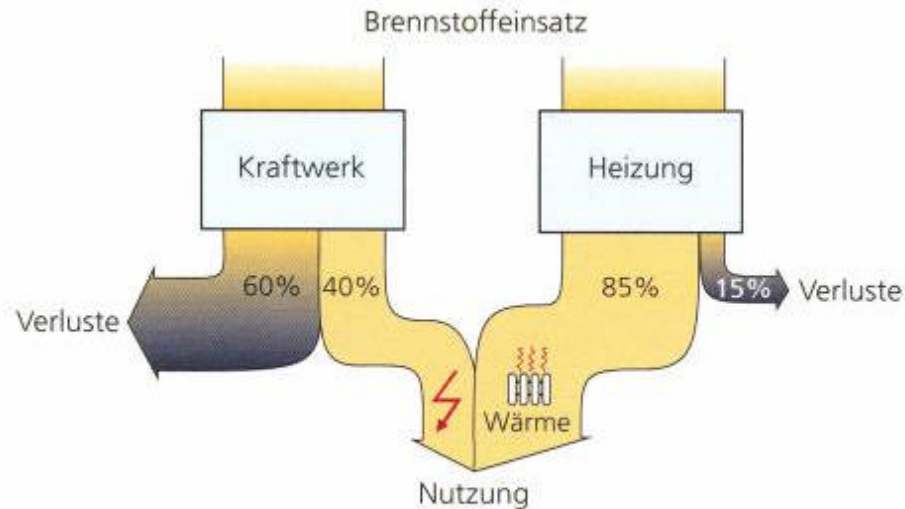 Brennstoffeinsatz
Kraftwerk
Heizung
60% 40%
85%
15%
Verluste
Verluste
Wärme
Nutzung